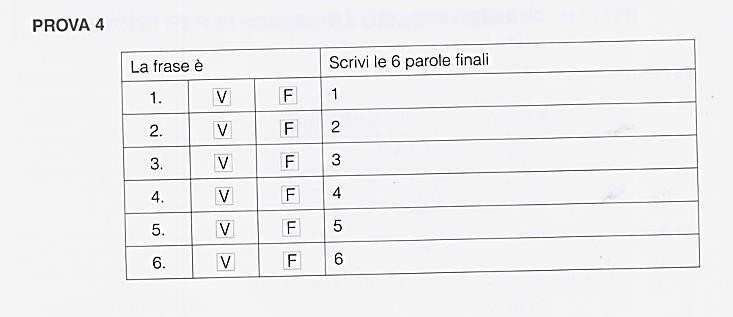 PROVA 4
La frase è Scrivi le 6 parole finali
1. V F 1
2. V F 2
3. V F 3
4. V F 4
5. V F 5
6. V F 6